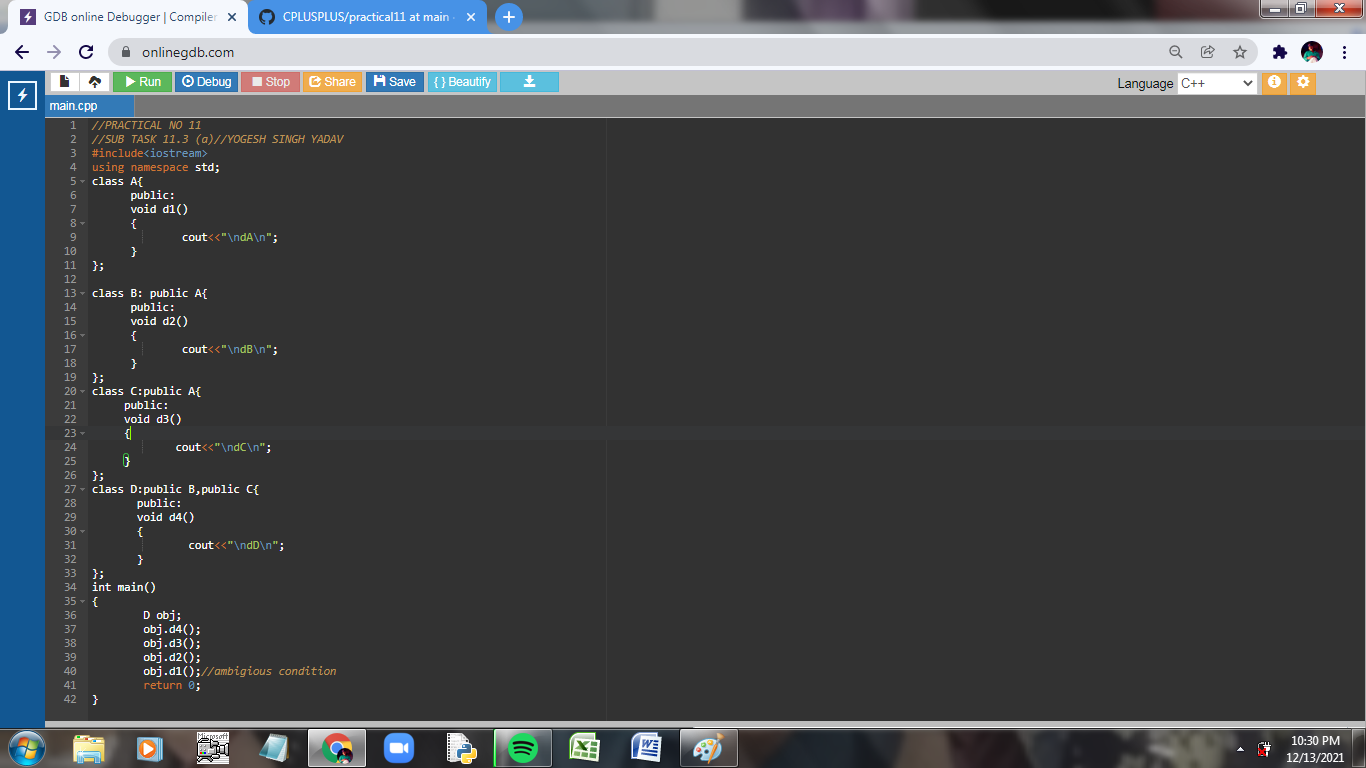 GDB online Debugger | Compiler
CPLUSPLUS/practical11 at main
onlinegdb.com
Run Debug Stop Share Save { } Beautify
Language C++
main.cpp
1 //PRACTICAL NO 11
2 //SUB TASK 11.3 (a)//YOGESH SINGH YADAV
3 #include<iostream>
4 using namespace std;
5 class A{
6 public:
7 void d1()
8 {
9 cout<<"\ndA\n";
10 }
11 };
12
13 class B: public A{
14 public:
15 void d2()
16 {
17 cout<<"\ndB\n";
18 }
19 };
20 class C:public A{
21 public:
22 void d3()
23 {
24 cout<<"\ndC\n";
25 }
26 };
27 class D:public B,public C{
28 public:
29 void d4()
30 {
31 cout<<"\ndD\n";
32 }
33 };
34 int main()
35 {
36 D obj;
37 obj.d4();
38 obj.d3();
39 obj.d2();
40 obj.d1();//ambigious condition
41 return 0;
42 }
Microsoft
10:30 PM
12/13/2021